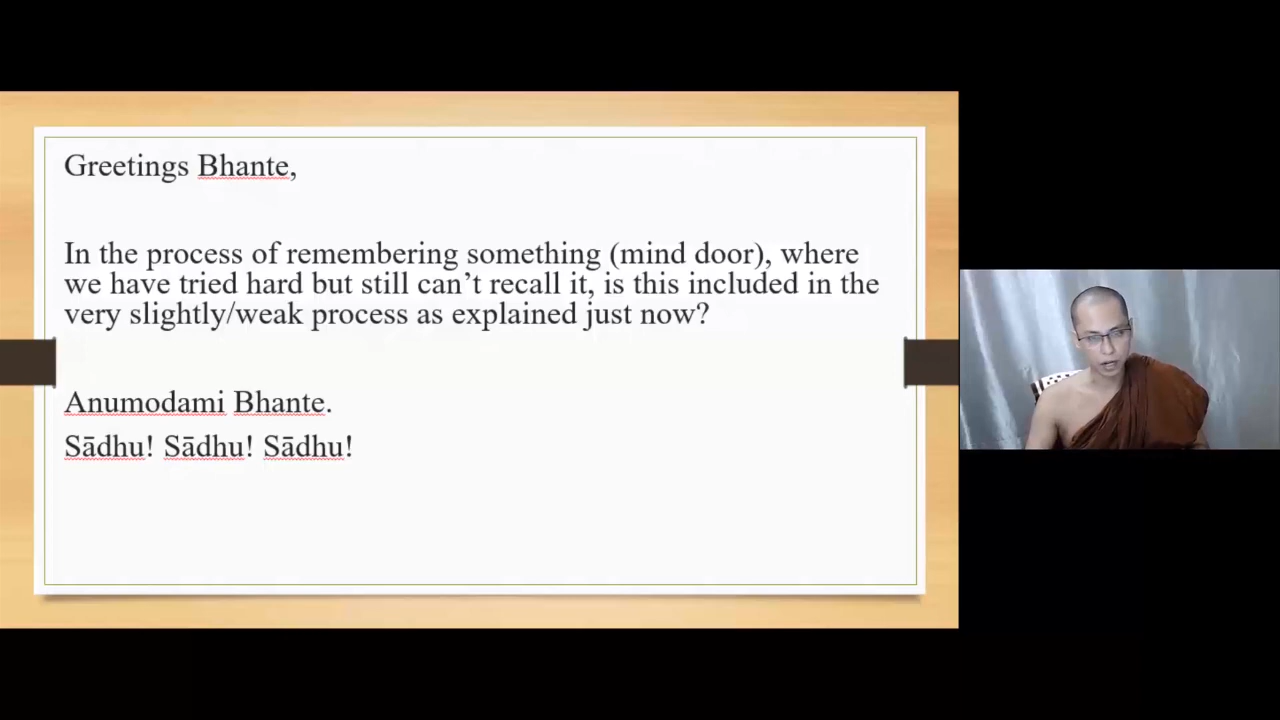 Greetings Bhante,
In the process of remembering something (mind door), where
we have tried hard but still can’t recall it, is this included in the
very slightly/weak process as explained just now?
Anumodami Bhante.
Sādhu! Sādhu! Sādhu!